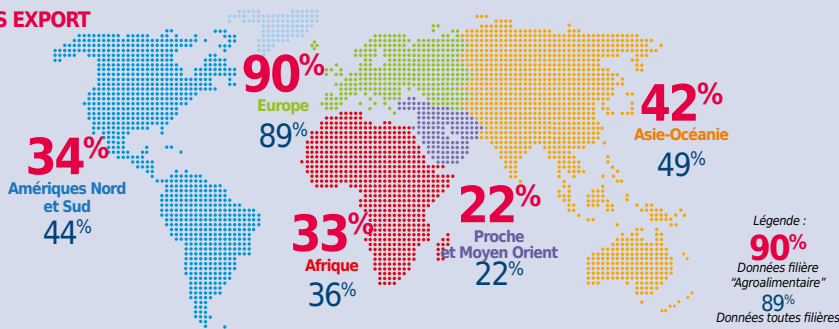 S EXPORT
90%
Europe
89%
42%
Asie-Océanie
49%
34%
Amériques Nord
et Sud
44%
33%
Afrique
36%
22%
Proche
et Moyen Orient
22%
Légende :
90%
Données filière
“Agroalimentaire”
89%
Données toutes filières